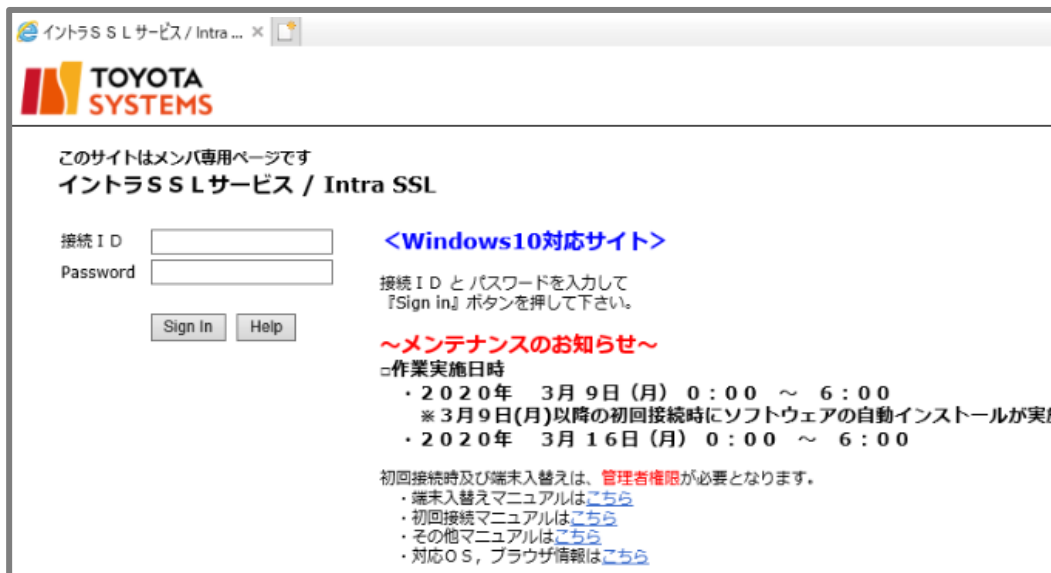 イントラＳＳＬサービス / Intra ...
TOYOTA
SYSTEMS
このサイトはメンバ専用ページです
イントラＳＳＬサービス / Intra SSL
接続ＩＤ
Password
Sign In Help
＜Windows10対応サイト＞
接続ＩＤ と パスワードを入力して
『Sign in』ボタンを押して下さい。
～メンテナンスのお知らせ～
□作業実施日時
・２０２０年　３月 ９日（月）０：００　～　６：００
※３月９日(月)以降の初回接続時にソフトウェアの自動インストールが実
・２０２０年　３月 １６日（月）０：００　～　６：００
初回接続時及び端末入替えは、管理者権限が必要となります。
・端末入替えマニュアルはこちら
・初回接続マニュアルはこちら
・その他マニュアルはこちら
・対応ＯＳ，ブラウザ情報はこちら